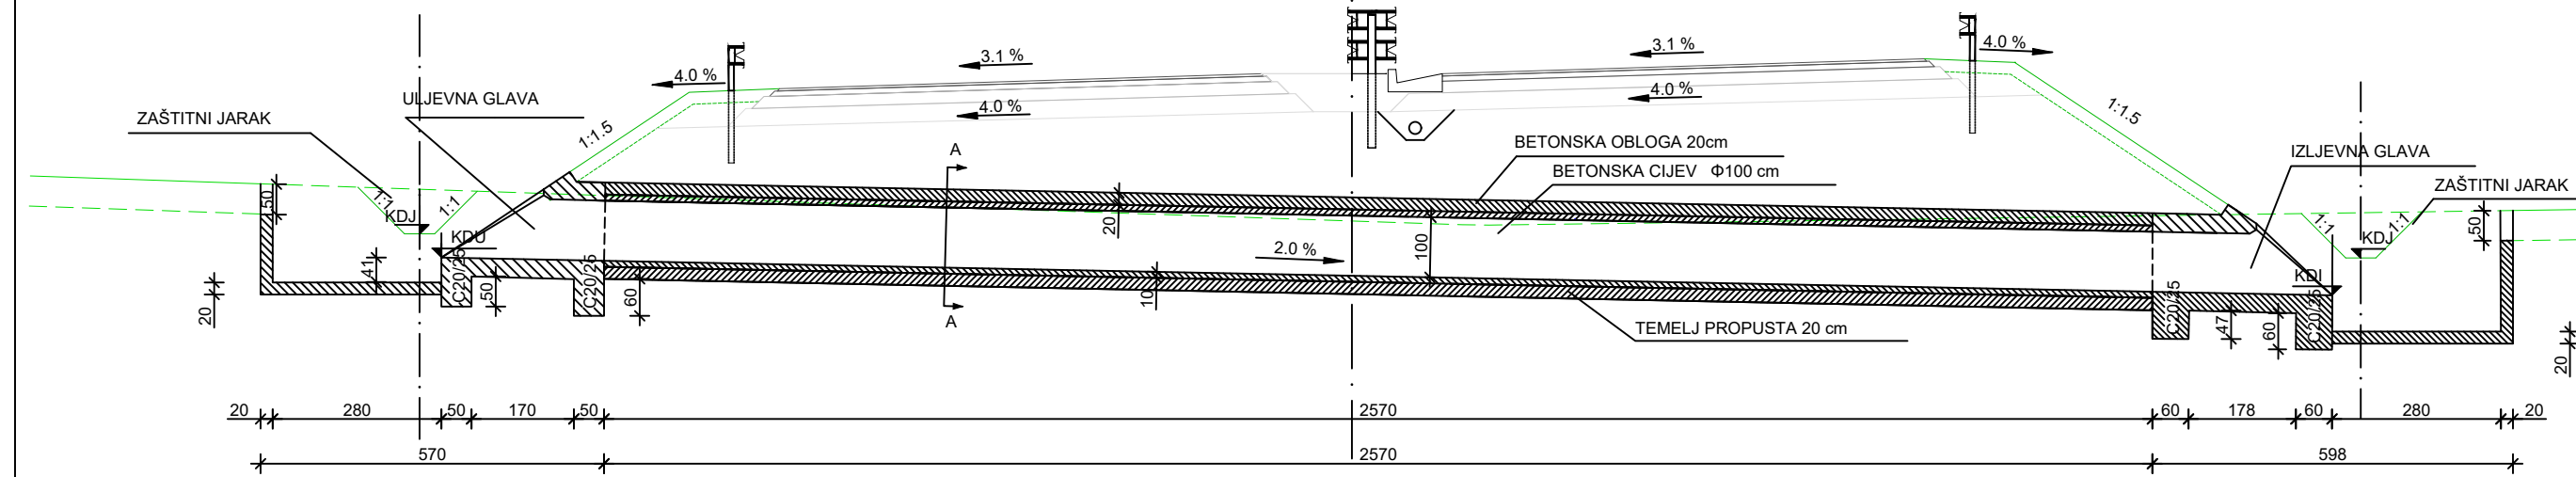 3.1 %
3.1 %
4.0 %
4.0 %
ULJEVNA GLAVA
4.0 %
4.0 %
ZAŠTITNI JARAK
1:1.5
1:1.5
BETONSKA OBLOGA 20cm
A
IZLJEVNA GLAVA
BETONSKA CIJEV Φ100 cm
ZAŠTITNI JARAK
50
1:1
1:1
KDJ
KDU
20
100
2.0 %
1:1
1:1
KDJ
50
KDI
41
20
C20/25
50
C20/25
60
10
A
TEMELJ PROPUSTA 20 cm
C20/25
47
60
C20/25
20
20
280
50
170
50
2570
60
178
60
280
20
570
2570
598